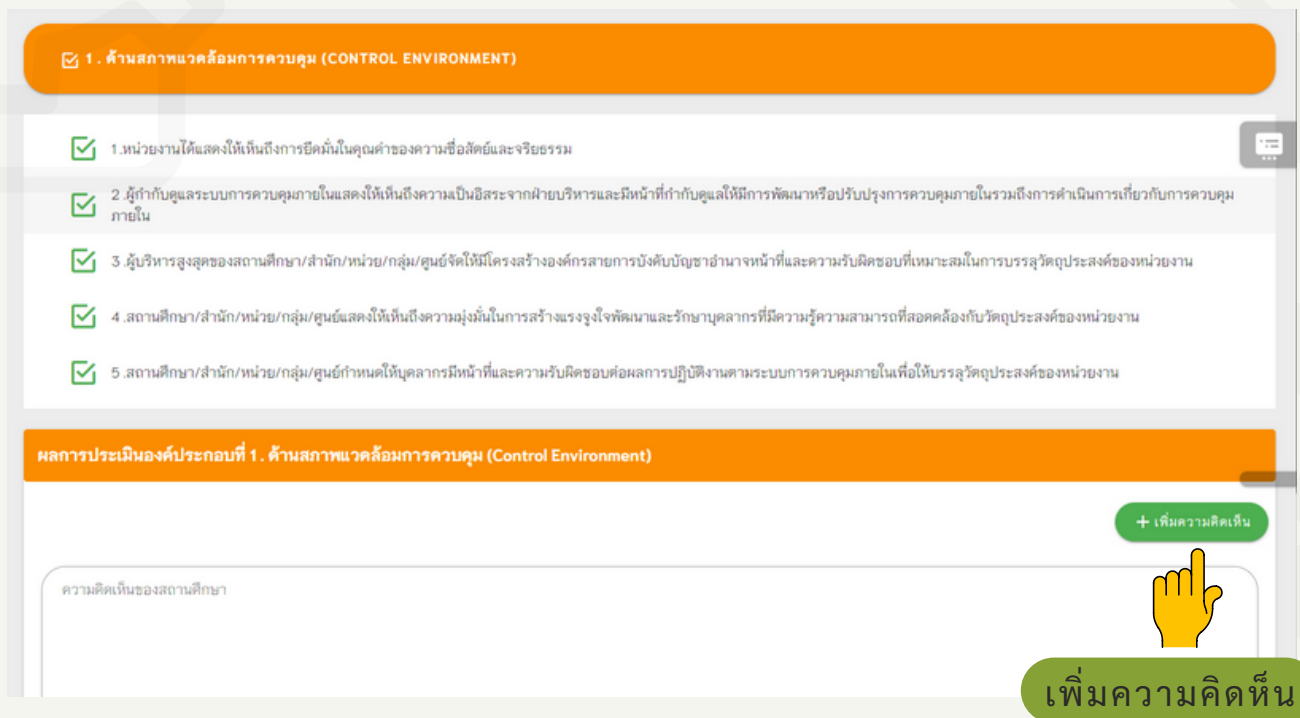 1. ด้านสภาพแวดล้อมการควบคุม (CONTROL ENVIRONMENT)
1.หน่วยงานได้แสดงให้เห็นถึงการยึดมั่นในคุณค่าของความซื่อสัตย์และจริยธรรม
2.ผู้กำกับดูแลระบบการควบคุมภายในแสดงให้เห็นถึงความเป็นอิสระจากฝ่ายบริหารและมีหน้าที่กำกับดูแลให้มีการพัฒนาหรือปรับปรุงการควบคุมภายในรวมถึงการดำเนินการเกี่ยวกับการควบคุม
ภายใน
3.ผู้บริหารสูงสุดของสถานศึกษา/สำนัก/หน่วย/กลุ่ม/ศูนย์จัดให้มีโครงสร้างองค์กรสายการบังคับบัญชาอำนาจหน้าที่และความรับผิดชอบที่เหมาะสมในการบรรลุวัตถุประสงค์ของหน่วยงาน
4.สถานศึกษา/สำนัก/หน่วย/กลุ่ม/ศูนย์แสดงให้เห็นถึงความมุ่งมั่นในการสร้างแรงจูงใจพัฒนาและรักษาบุคลากรที่มีความรู้ความสามารถที่สอดคล้องกับวัตถุประสงค์ของหน่วยงาน
5.สถานศึกษา/สำนัก/หน่วย/กลุ่ม/ศูนย์กำหนดให้บุคลากรมีหน้าที่และความรับผิดชอบต่อผลการปฏิบัติงานตามระบบการควบคุมภายในเพื่อให้บรรลุวัตถุประสงค์ของหน่วยงาน
ผลการประเมินองค์ประกอบที่ 1. ด้านสภาพแวดล้อมการควบคุม (Control Environment)
+ เพิ่มความคิดเห็น
ความคิดเห็นของสถานศึกษา
เพิ่มความคิดห็น